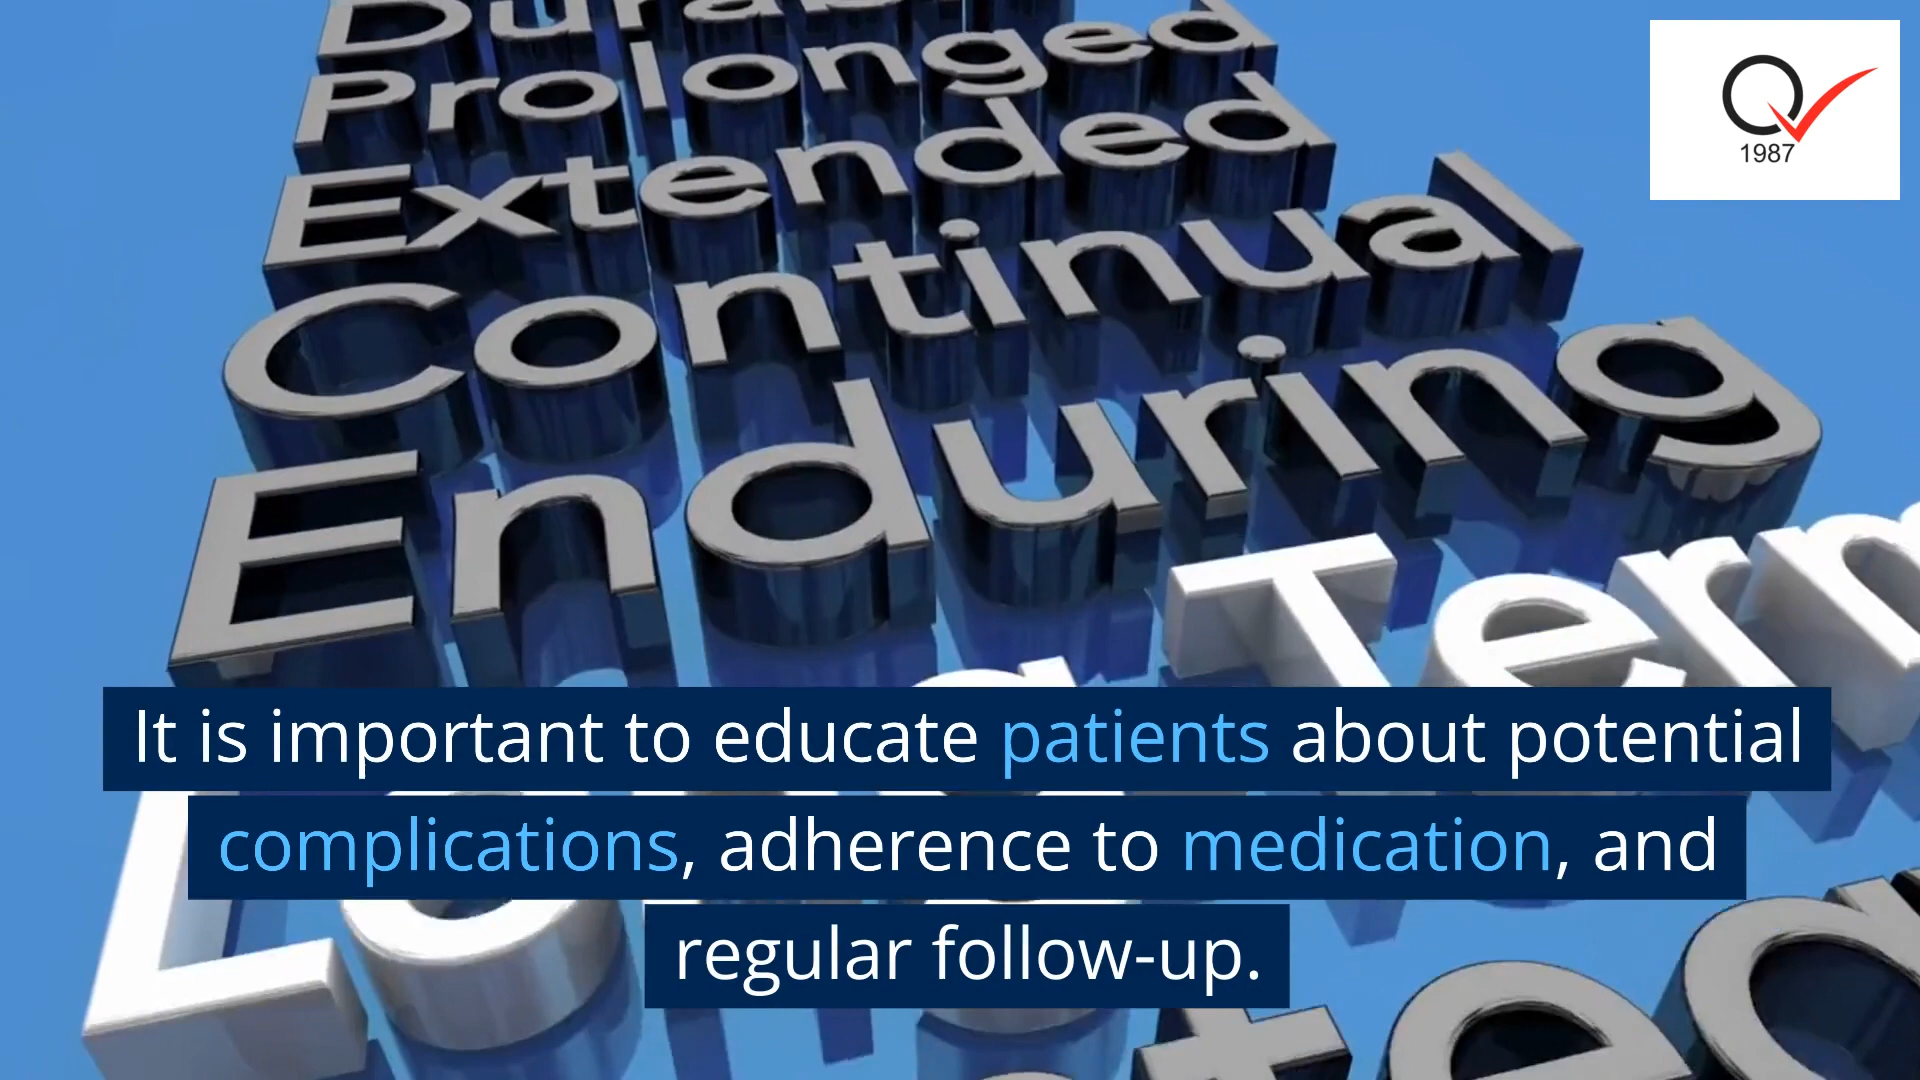 Prolonged
Extended
Continual
Enduring
Term
1987
It is important to educate patients about potential
complications, adherence to medication, and
regular follow-up.